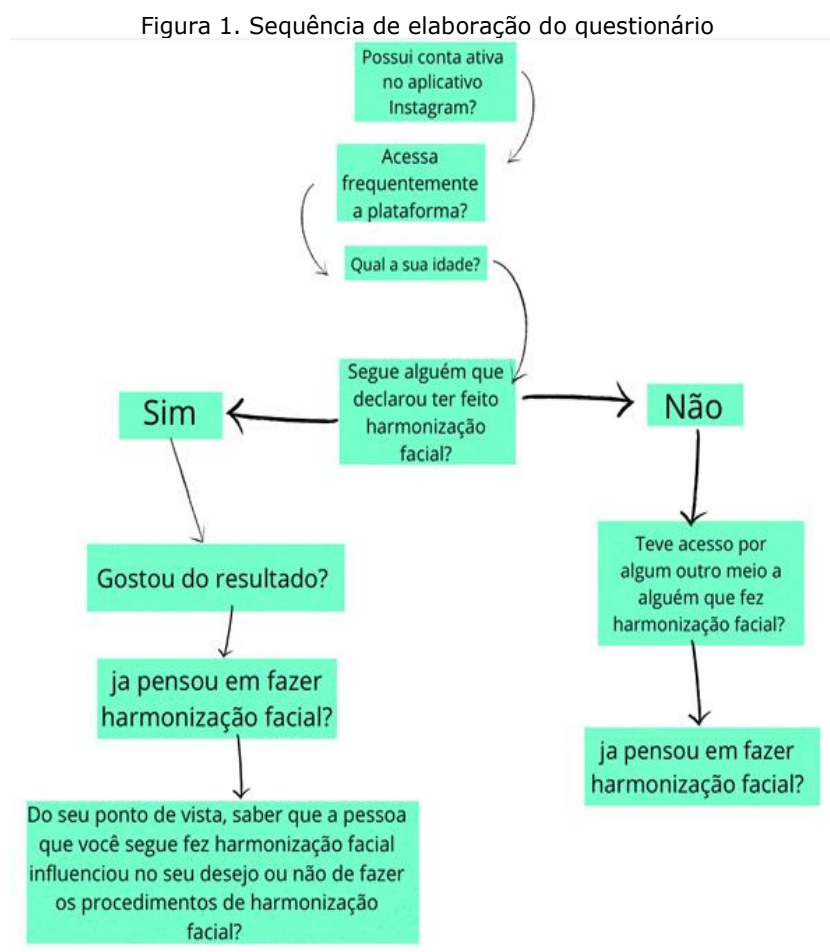 Figura 1. Sequência de elaboração do questionário
Possui conta ativa
no aplicativo
Instagram?
Acessa
frequentemente
a plataforma?
Qual a sua idade?
Segue alguém que
declarou ter feito
harmonização
facial?
Sim
Não
Gostou do resultado?
ja pensou em fazer
harmonização facial?
Do seu ponto de vista, saber que a pessoa
que você segue fez harmonização facial
influenciou no seu desejo ou não de fazer
os procedimentos de harmonização
facial?
Teve acesso por
algum outro meio a
alguém que fez
harmonização facial?
ja pensou em fazer
harmonização facial?